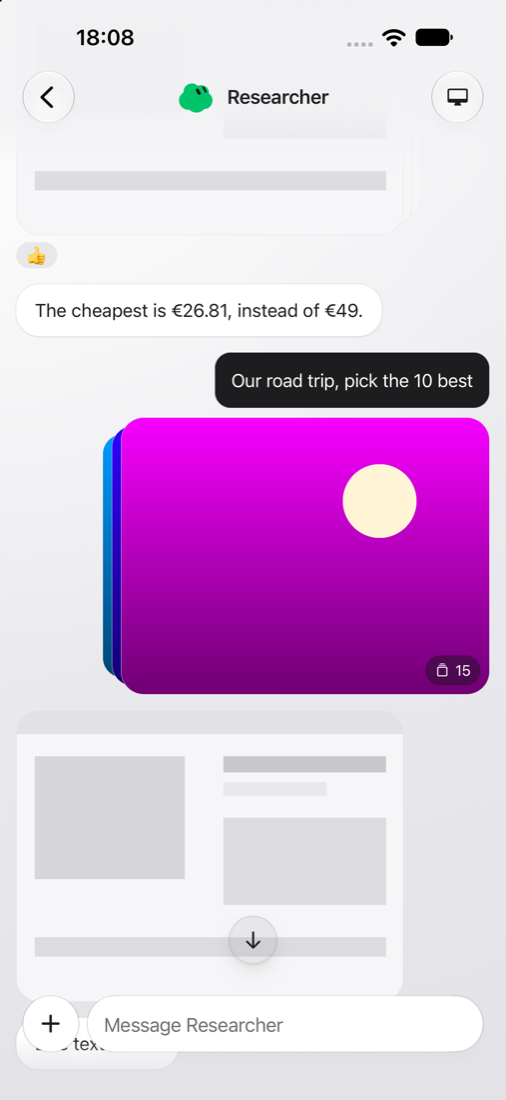 18:08
Researcher
The cheapest is €26.81, instead of €49.
Our road trip, pick the 10 best
15
Message Researcher